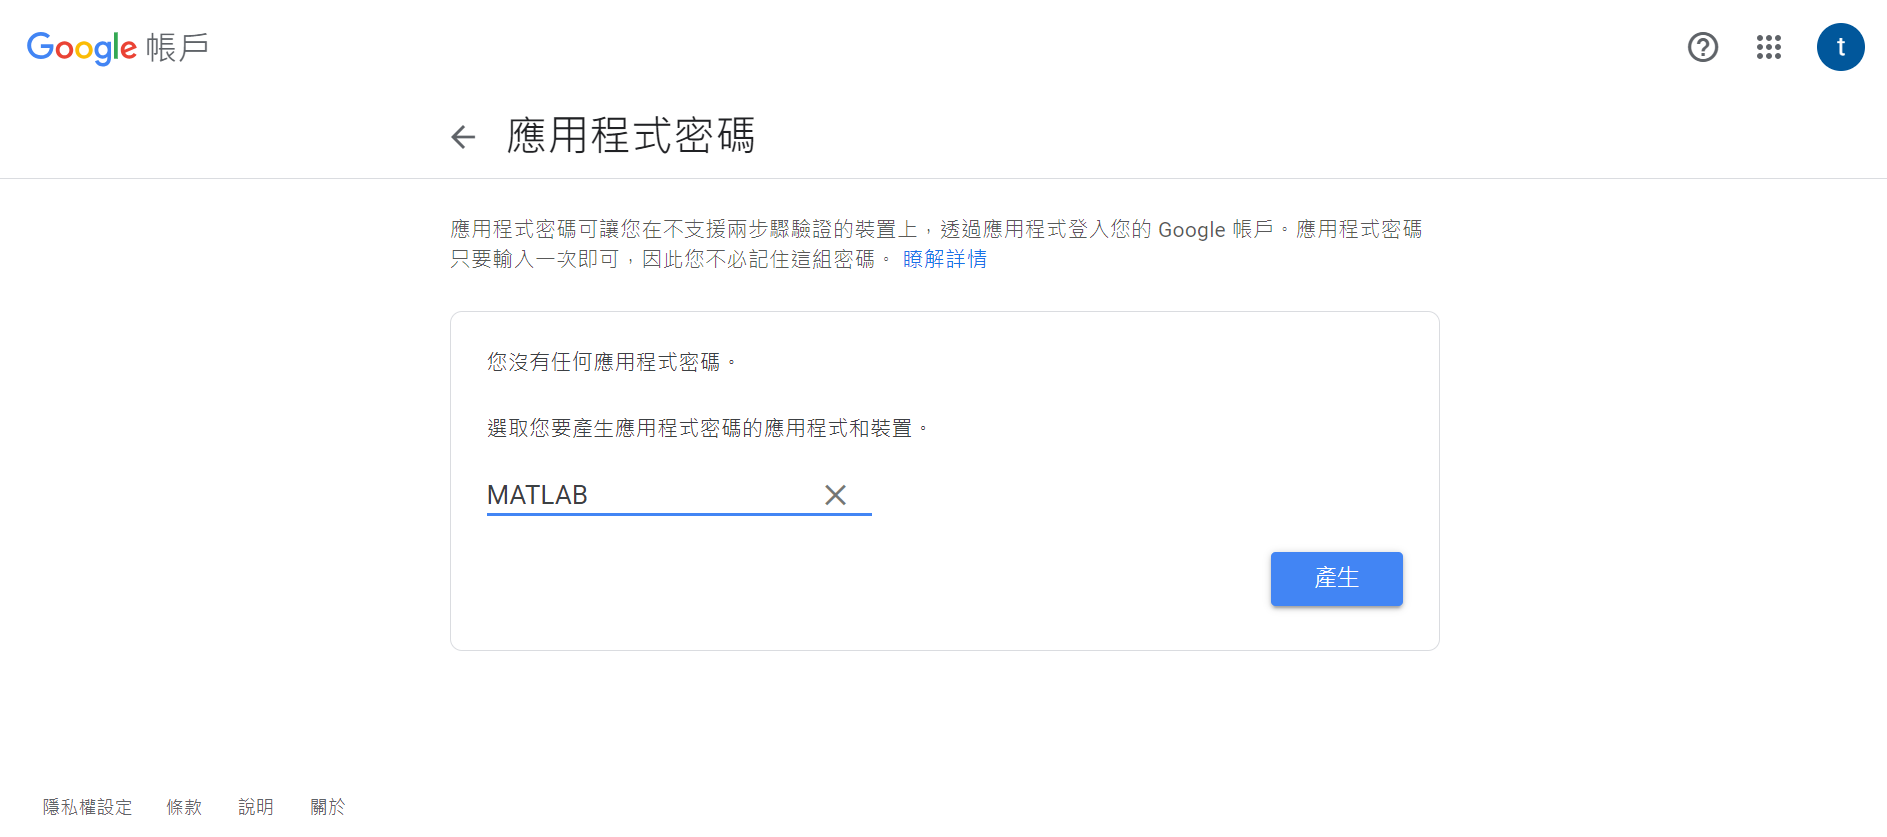 Google 帳戶
t
應用程式密碼
應用程式密碼可讓您在不支援兩步驟驗證的裝置上，透過應用程式登入您的 Google 帳戶。應用程式密碼
只要輸入一次即可，因此您不必記住這組密碼。 瞭解詳情
您沒有任何應用程式密碼。
選取您要產生應用程式密碼的應用程式和裝置。
MATLAB
產生
隱私權設定 條款 說明 關於